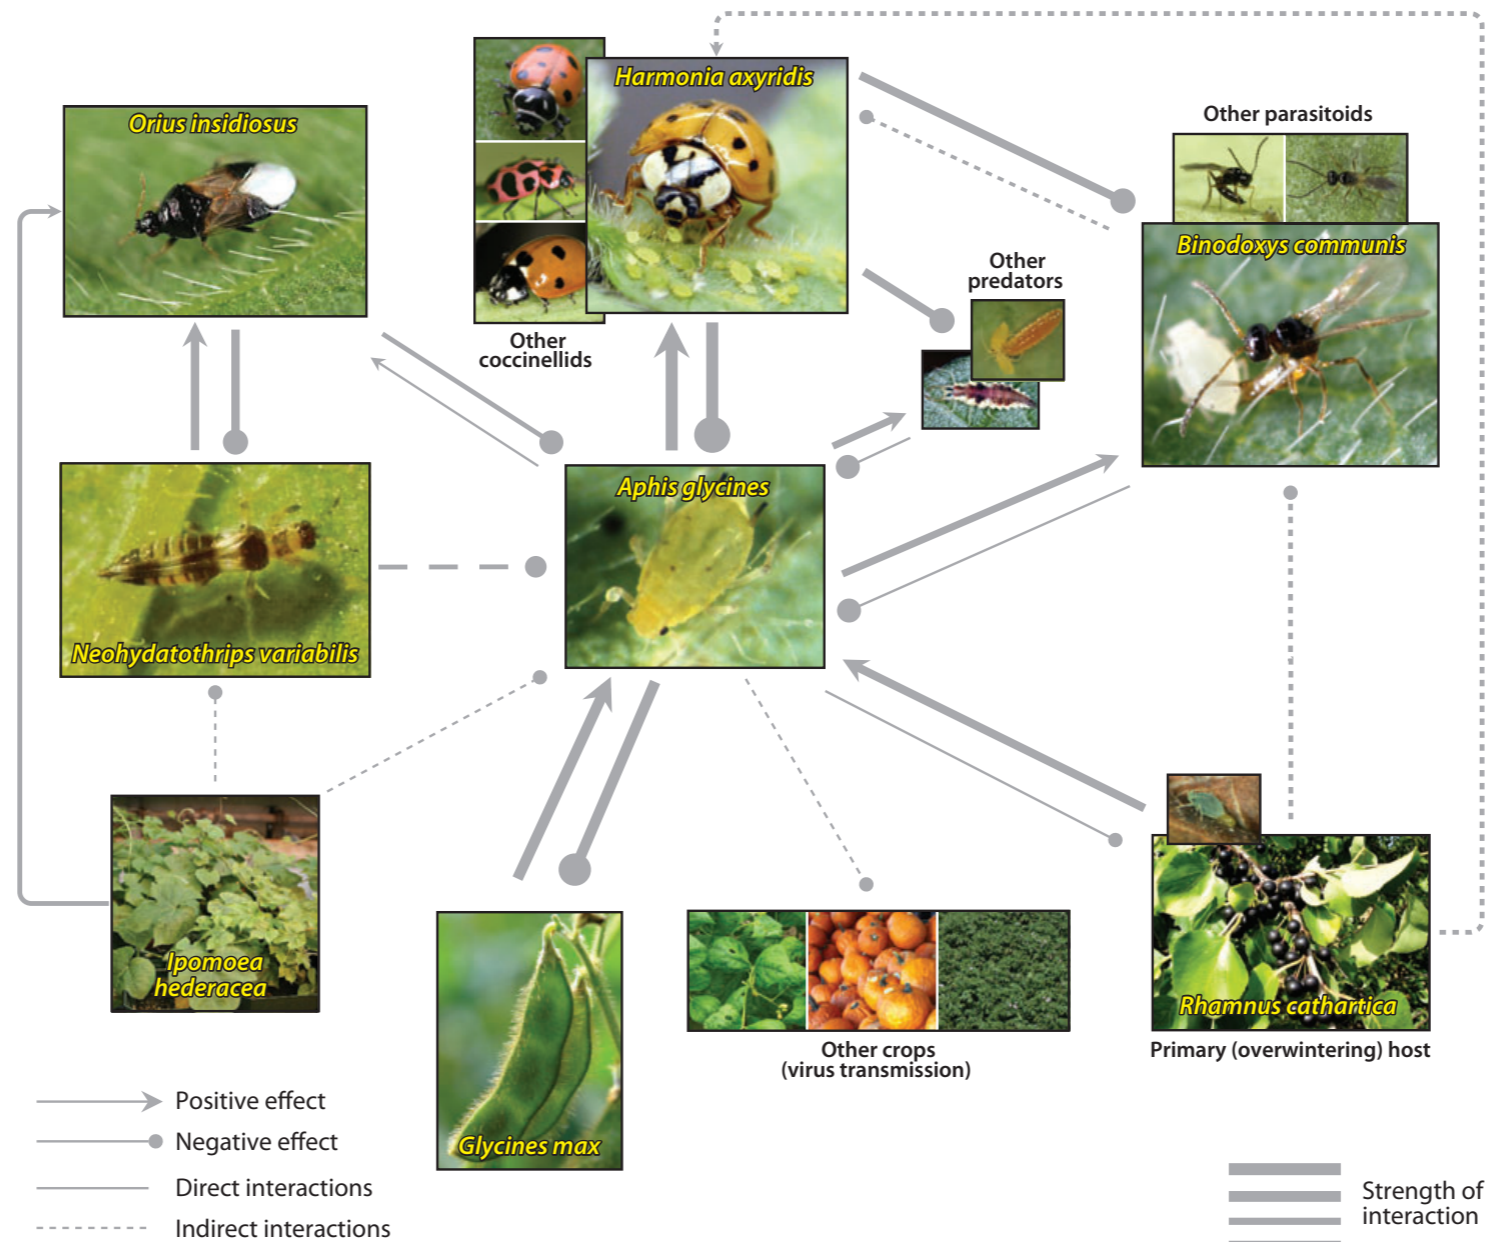 Harmonia axyridis
Orius insidiosus
Other parasitoids
Binodoxys communis
Other
predators
Other
coccinellids
Aphis glycines
Neohydatothrips variabilis
Ipomoea
hederacea
Rhamnus cathartica
Primary (overwintering) host
Other crops
(virus transmission)
Glycines max
Positive effect
Negative effect
Direct interactions
Indirect interactions
Strength of
interaction